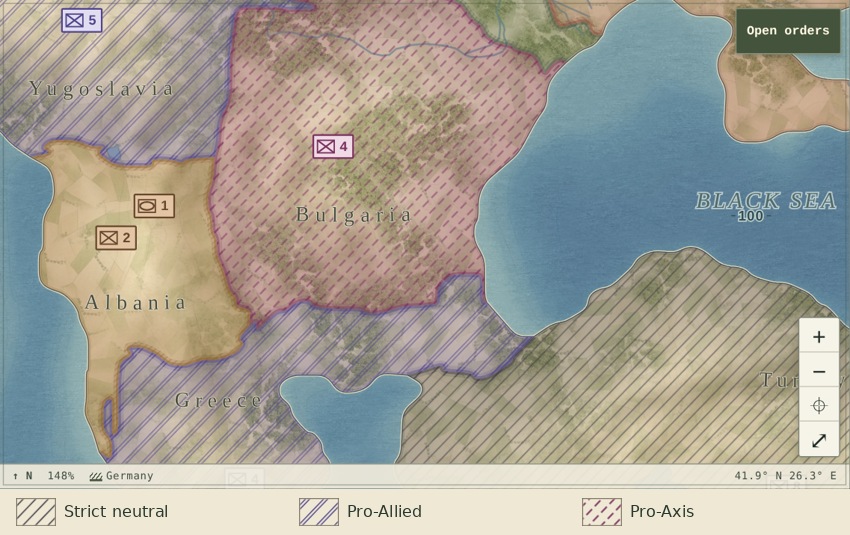 5
Open orders
Yugoslavia
4
BLACK SEA
-100-
1
2
Bulgaria
Albania
Greece
+
−
↑ N 148% Germany
41.9° N 26.3° E
Strict neutral
Pro-Allied
Pro-Axis